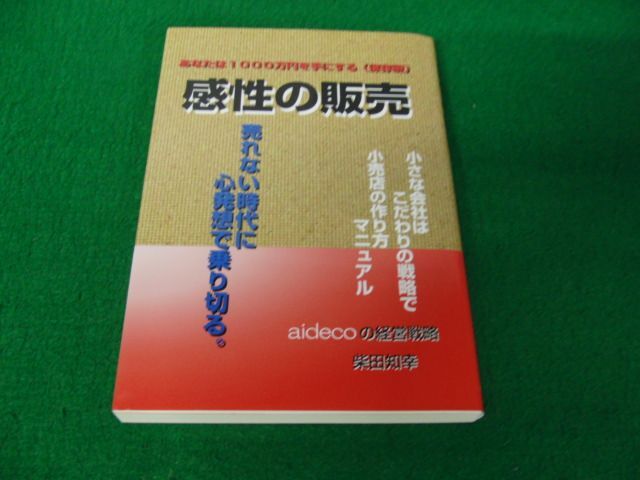 あなたは1000万円を手にする（保存版）
感性の販売
小さな会社は
こだわりの戦略で
小売店の作り方
マニュアル
売れない時代に
心発想で乗り切る。
aidecoの経営戦略
柴田知幸